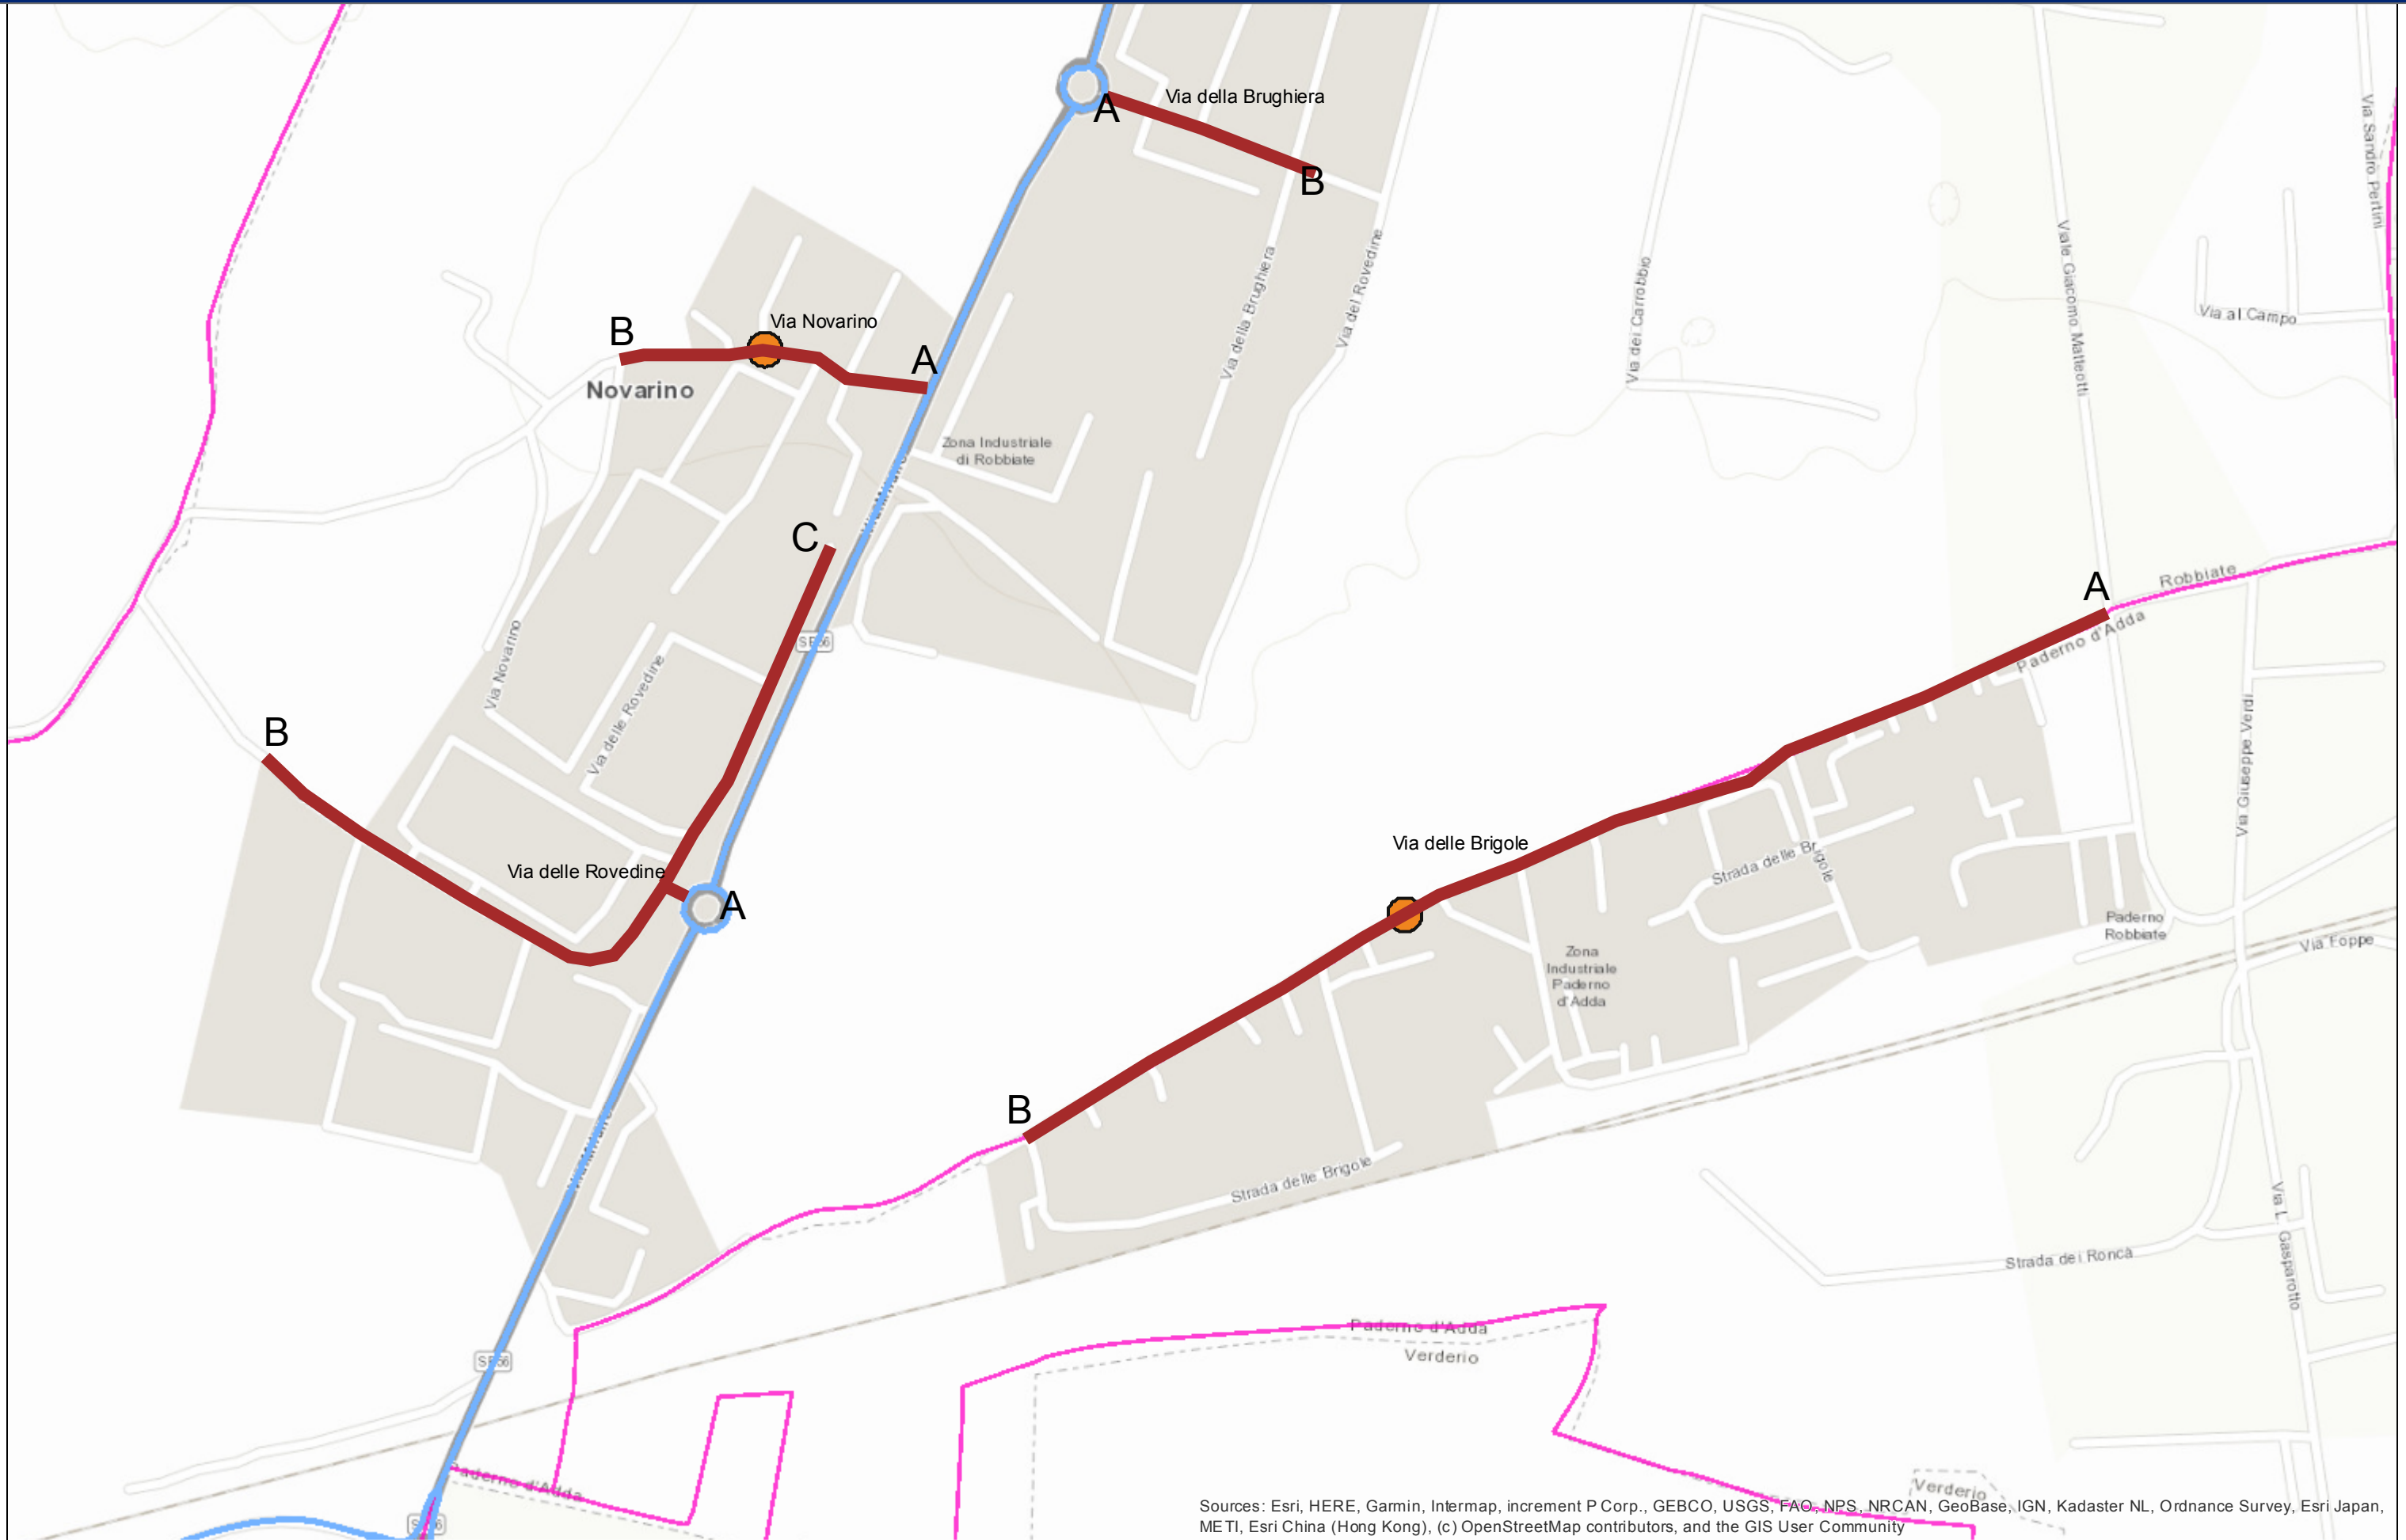 A
Via della Brughiera
B
Via Sandro Pertini
Viale Giacomo Matteotti
Via della Brughiera
Via del Rovedine
Via dei Carrobbio
Via al Campo
B
Via Novarino
A
Novarino
Zona Industriale
di Robbiate
C
A
Robbiate
Paderno d'Adda
Via Novarino
Via delle Rovedine
B
Via Giuseppe Verdi
Via delle Brigole
Strada delle Brigole
Via delle Rovedine
A
Paderno
Robbiate
Via Foppe
Zona
Industriale
Paderno
d'Adda
B
Strada delle Brigole
Via L. Gasparotto
Strada dei Roncà
Paderno d'Adda
Verderio
Paderno d'Adda
Verderio
Sources: Esri, HERE, Garmin, Intermap, increment P Corp., GEBCO, USGS, FAO, NPS, NRCAN, GeoBase, IGN, Kadaster NL, Ordnance Survey, Esri Japan,
METI, Esri China (Hong Kong), (c) OpenStreetMap contributors, and the GIS User Community